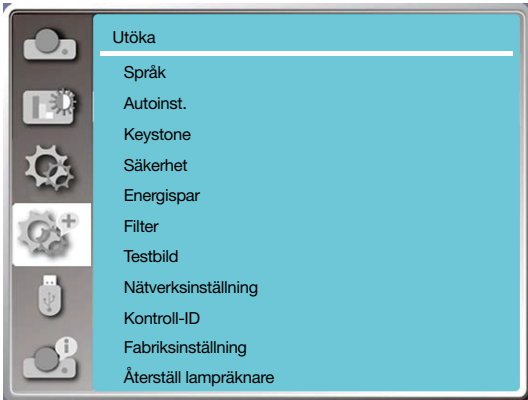 Utöka
Språk
Autoinst.
Keystone
Säkerhet
Energispar
Filter
Testbild
Nätverksinställning
Kontroll-ID
Fabriksinställning
Återställ lampräknare